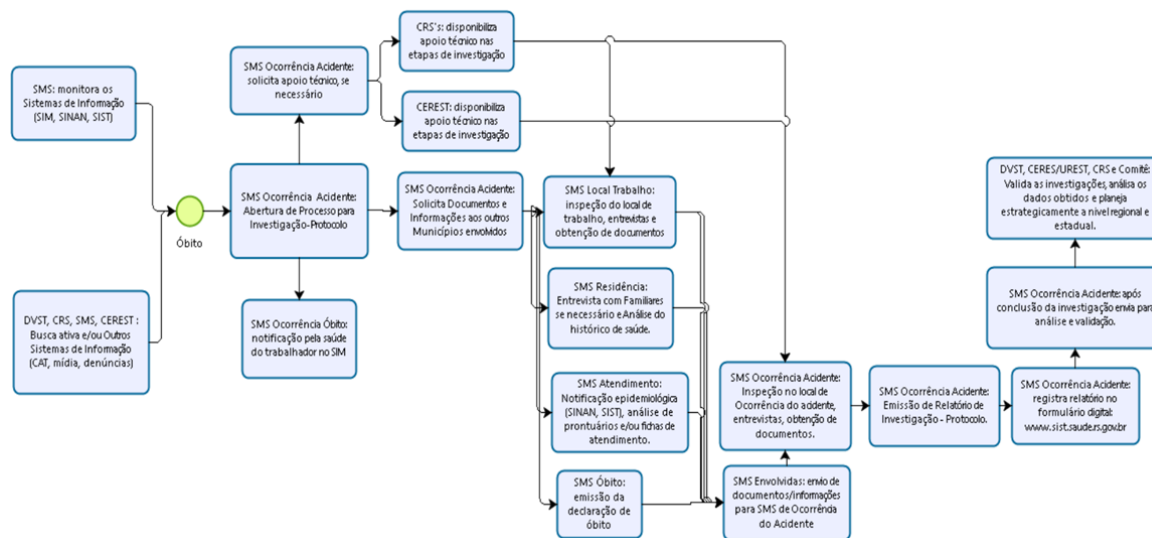 SMS: monitora os
Sistemas de Informação
(SIM, SINAN, SIST)
DVST, CRS, SMS, CEREST :
Busca ativa e/ou Outros
Sistemas de Informação
(CAT, mídia, denúncias)
Óbito
SMS Ocorrência Acidente:
solicita apoio técnico, se
necessário
SMS Ocorrência Acidente:
Abertura de Processo para
Investigação-Protocolo
SMS Ocorrência Óbito:
notificação pela saúde
do trabalhador no SIM
CRS's: disponibiliza
apoio técnico nas
etapas de investigação
CEREST: disponibiliza
apoio técnico nas
etapas de investigação
SMS Ocorrência Acidente:
Solicita Documentos e
Informações aos outros
Municípios envolvidos
SMS Local Trabalho:
inspeção do local de
trabalho, entrevistas e
obtenção de documentos
SMS Residência:
Entrevista com Familiares
se necessário e Análise do
histórico de saúde.
SMS Atendimento:
Notificação epidemiológica
(SINAN, SIST), análise de
prontuários e/ou fichas de
atendimento.
SMS Óbito:
emissão da
declaração de
óbito
SMS Envolvidas: envio de
documentos/informações
para SMS de Ocorrência
do Acidente
SMS Ocorrência Acidente:
Inspeção no local de
Ocorrência do acidente,
entrevistas, obtenção de
documentos.
SMS Ocorrência Acidente:
Emissão de Relatório de
Investigação - Protocolo.
SMS Ocorrência Acidente:
registra relatório no
formulário digital:
www.sist.sauders.gov.br
SMS Ocorrência Acidente: após
conclusão da investigação envia para
análise e validação.
DVST, CERES/UREST, CRS e Comitê:
Valida as investigações, análisa os
dados obtidos e planeja
estrategicamente a nível regional e
estadual.